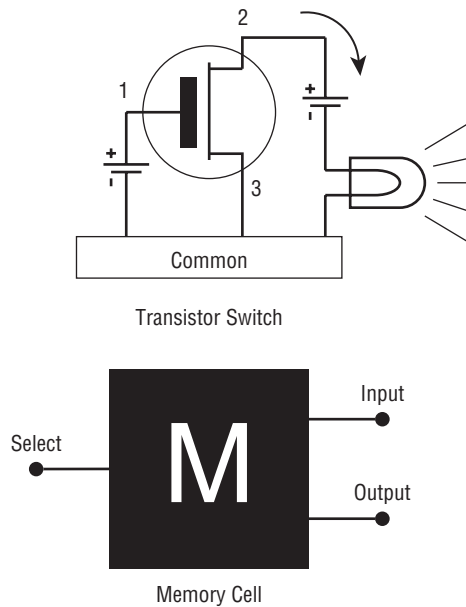 2
1
+
-
+
-
3
Common
Transistor Switch
Input
Select
M
Output
Memory Cell